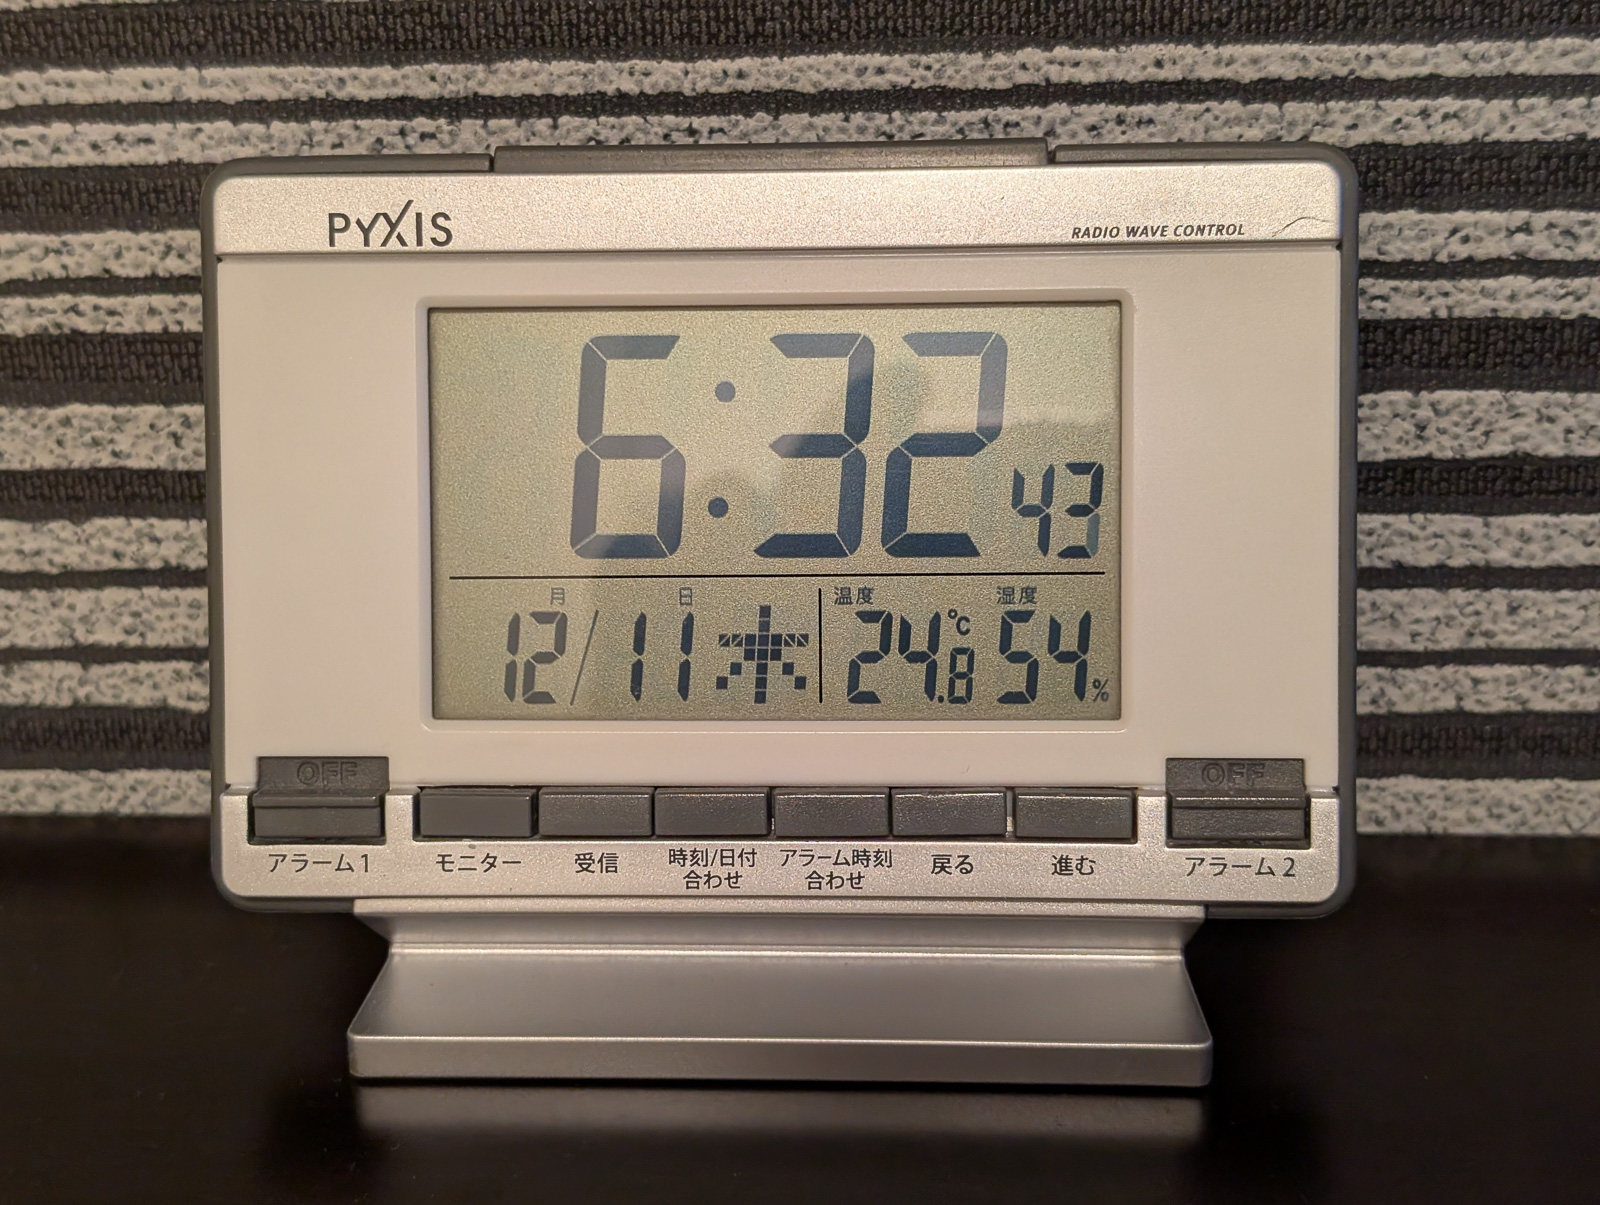 PYXIS
RADIO WAVE CONTROL
6:32 43
月 日 温度 湿度
12/11 木 24.8℃ 54%
OFF OFF
アラーム1 モニター 受信 時刻/日付合わせ アラーム時刻合わせ 戻る 進む アラーム2